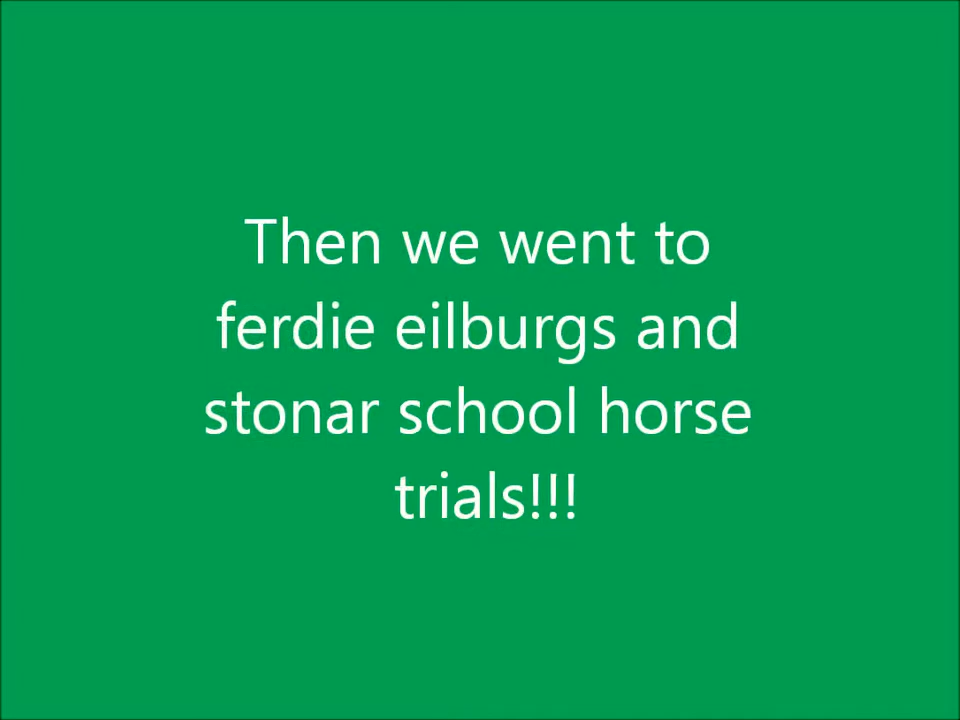 Then we went to
ferdie eilburgs and
stonar school horse
trials!!!